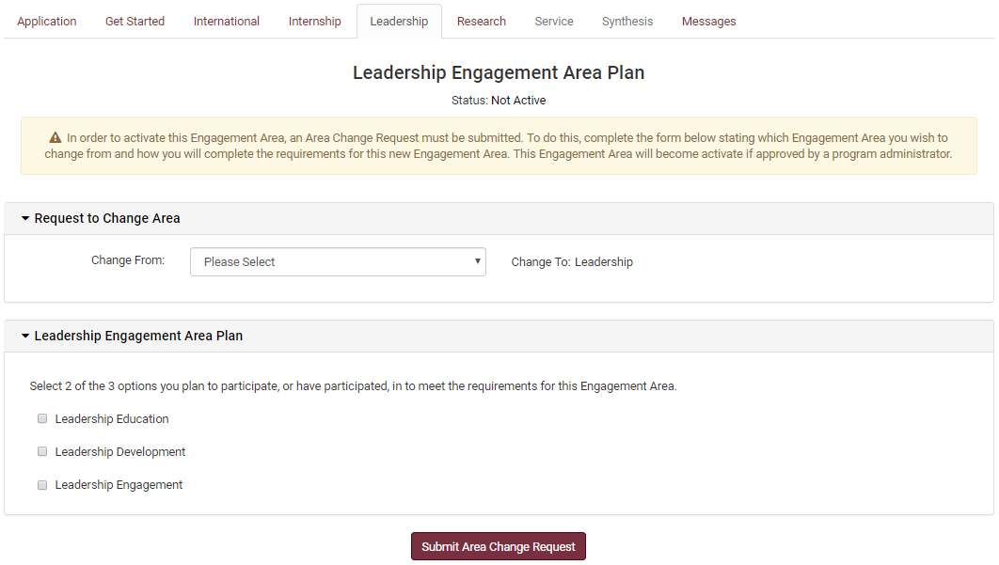 Application Get Started International Internship Leadership Research Service Synthesis Messages
Leadership Engagement Area Plan
Status: Not Active
In order to activate this Engagement Area, an Area Change Request must be submitted. To do this, complete the form below stating which Engagement Area you wish to
change from and how you will complete the requirements for this new Engagement Area. This Engagement Area will become activate if approved by a program administrator.
Request to Change Area
Change From: Please Select Change To: Leadership
Leadership Engagement Area Plan
Select 2 of the 3 options you plan to participate, or have participated, in to meet the requirements for this Engagement Area.
Leadership Education
Leadership Development
Leadership Engagement
Submit Area Change Request